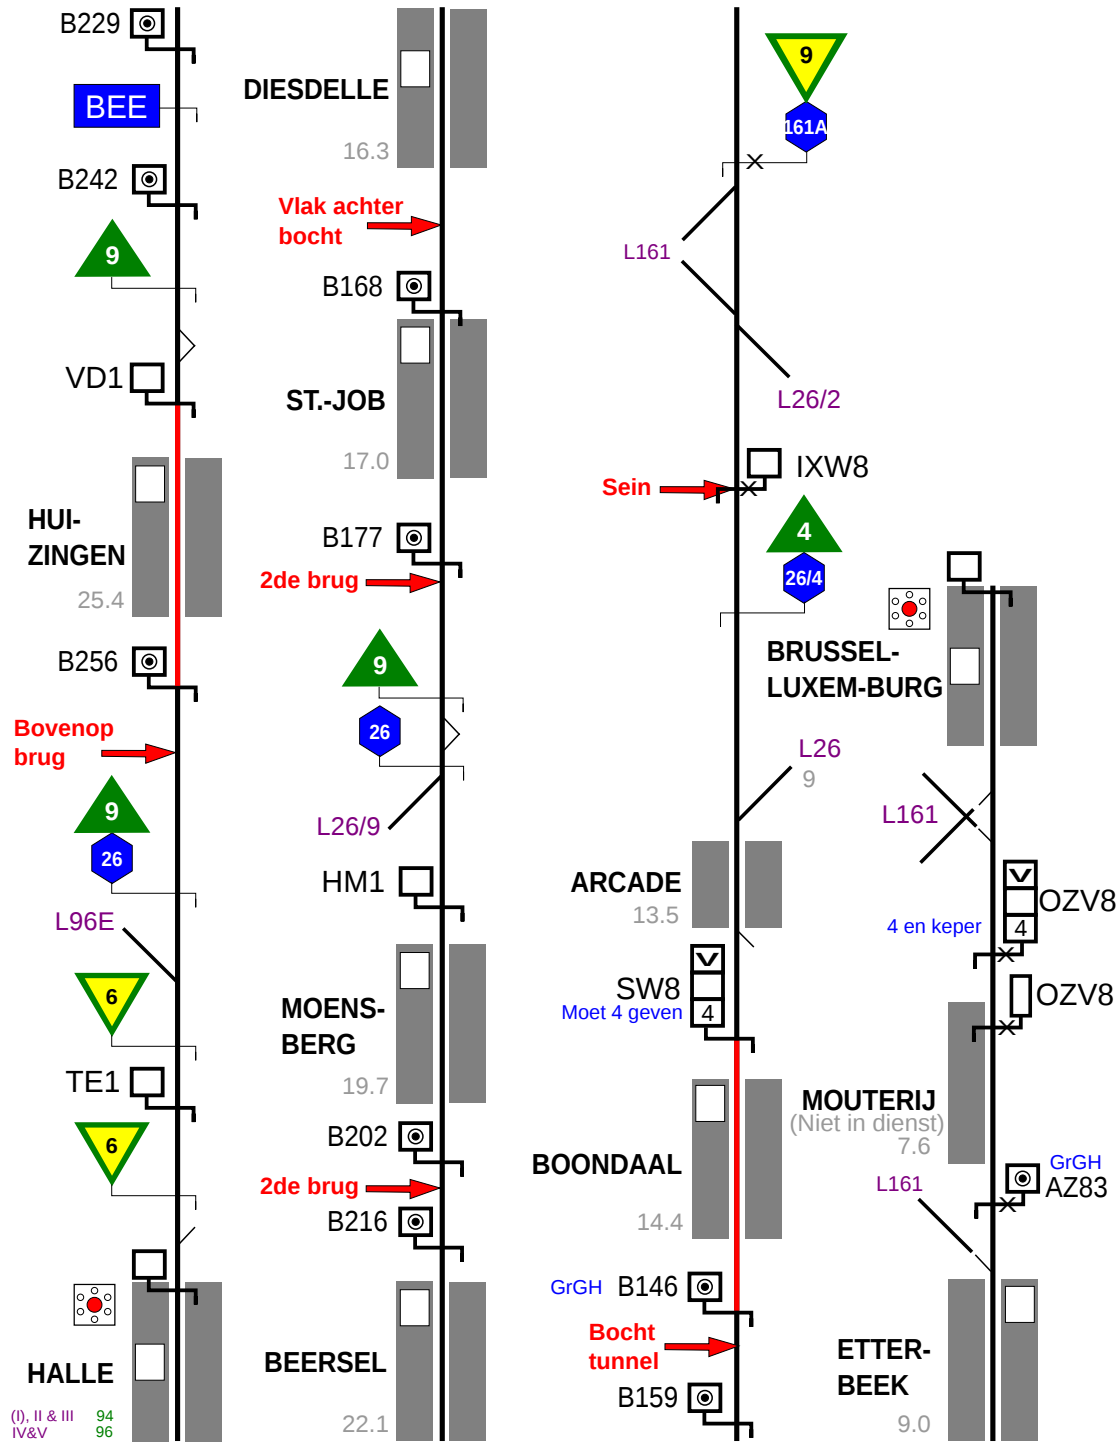 B229
BEE
B242
9
VD1
HUI-
ZINGEN
25.4
B256
Bovenop
brug
9
26
L96E
6
TE1
6
HALLE
(I), II & III 94
IV&V 96
DIESDELLE
16.3
Vlak achter
bocht
B168
ST.-JOB
17.0
B177
2de brug
9
26
L26/9
HM1
MOENS-
BERG
19.7
B202
2de brug
B216
BEERSEL
22.1
9
161A
L161
L26/2
IXW8
Sein
4
26/4
L26
9
ARCADE
13.5
V
SW8
Moet 4 geven
4
BOONDAAL
14.4
GrGH B146
Bocht
tunnel
B159
BRUSSEL-
LUXEM-BURG
L161
V
OZV8
4 en keper
4
OZV8
MOUTERIJ
(Niet in dienst)
7.6
GrGH
L161
AZ83
ETTER-
BEEK
9.0